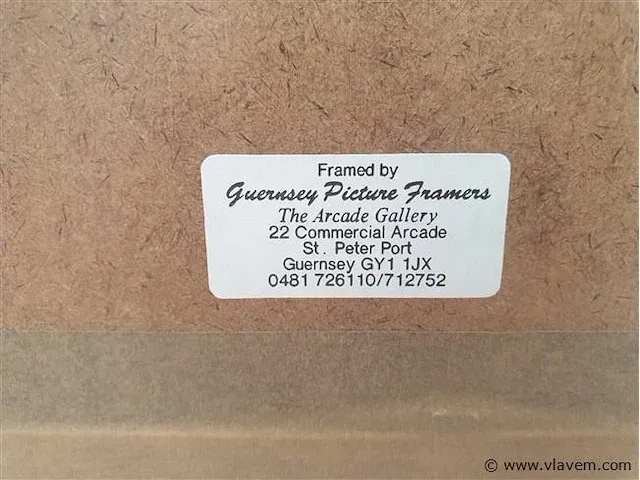 Framed by
Guernsey Picture Framers
The Arcade Gallery
22 Commercial Arcade
St. Peter Port
Guernsey GY1 1JX
0481 726110/712752
© www.vlavem.com